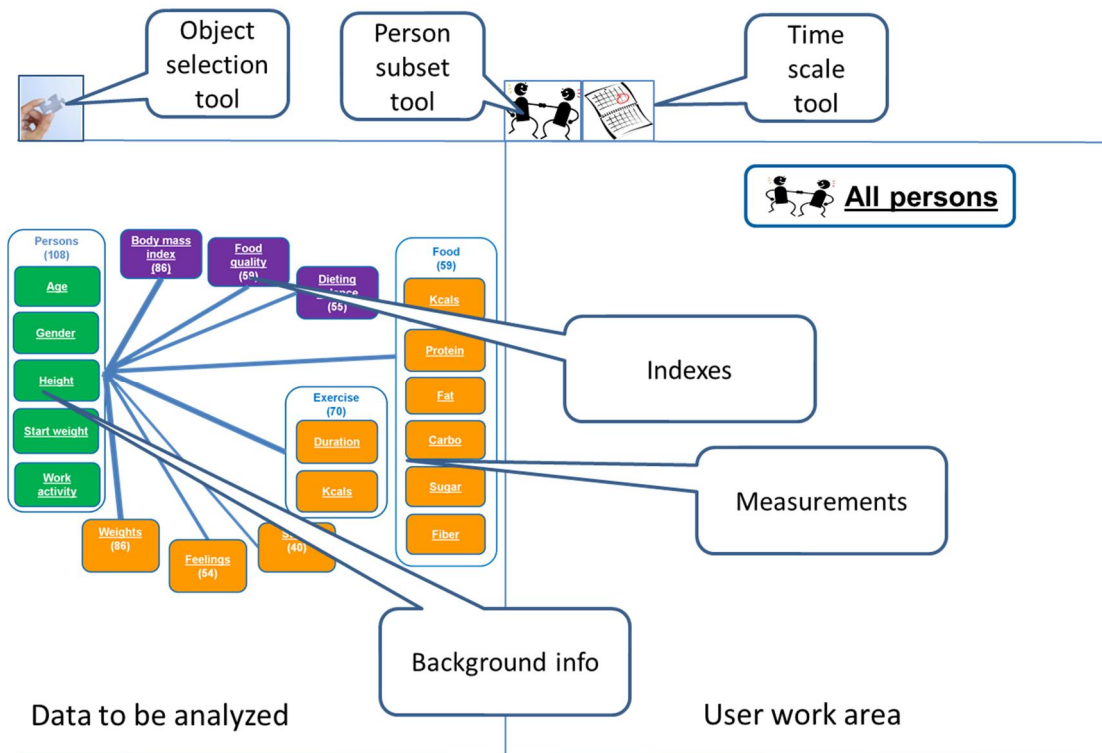 Object
selection
tool
Person
subset
tool
Time
scale
tool
All persons
Persons
(108)
Age
Gender
Height
Start weight
Work
activity
Body mass
index
(86)
Food
quality
(59)
Dieting
(55)
Food
(59)
Kcals
Protein
Fat
Carbo
Sugar
Fiber
Exercise
(70)
Duration
Kcals
Weights
(86)
Feelings
(54)
(40)
Indexes
Measurements
Background info
Data to be analyzed
User work area